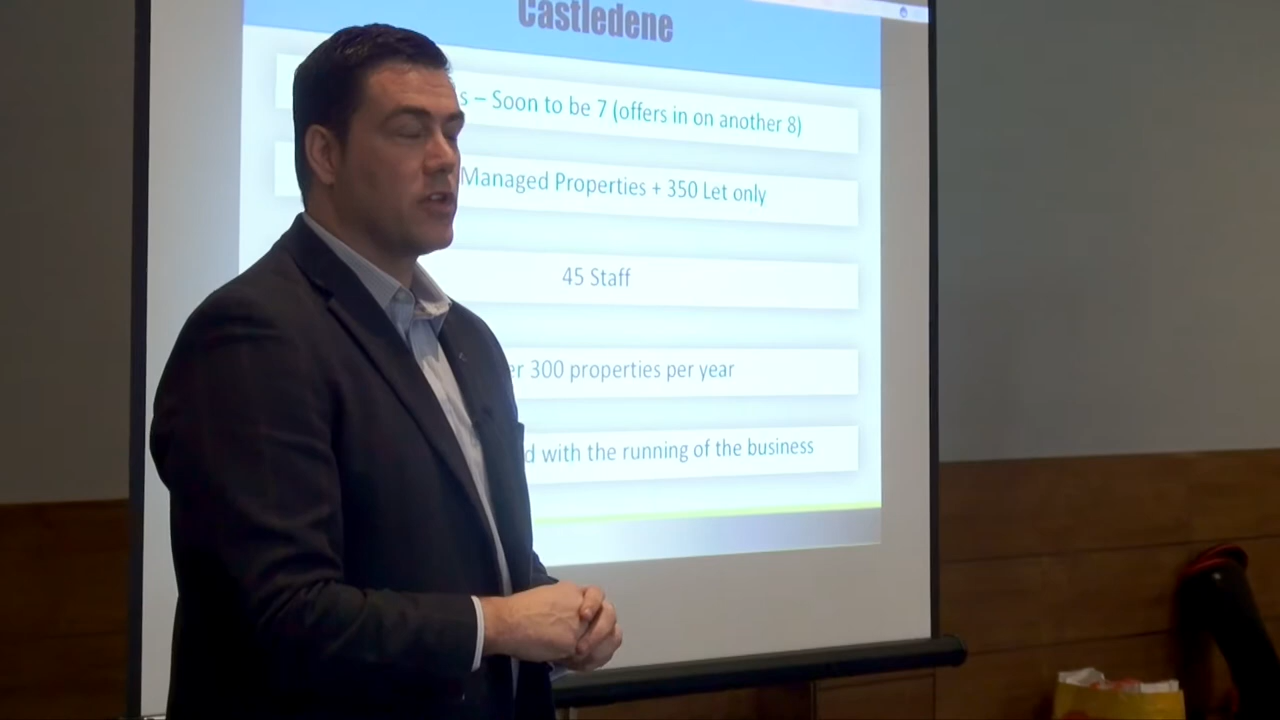 Castledene
– Soon to be 7 (offers in on another 8)
Managed Properties + 350 Let only
45 Staff
300 properties per year
with the running of the business